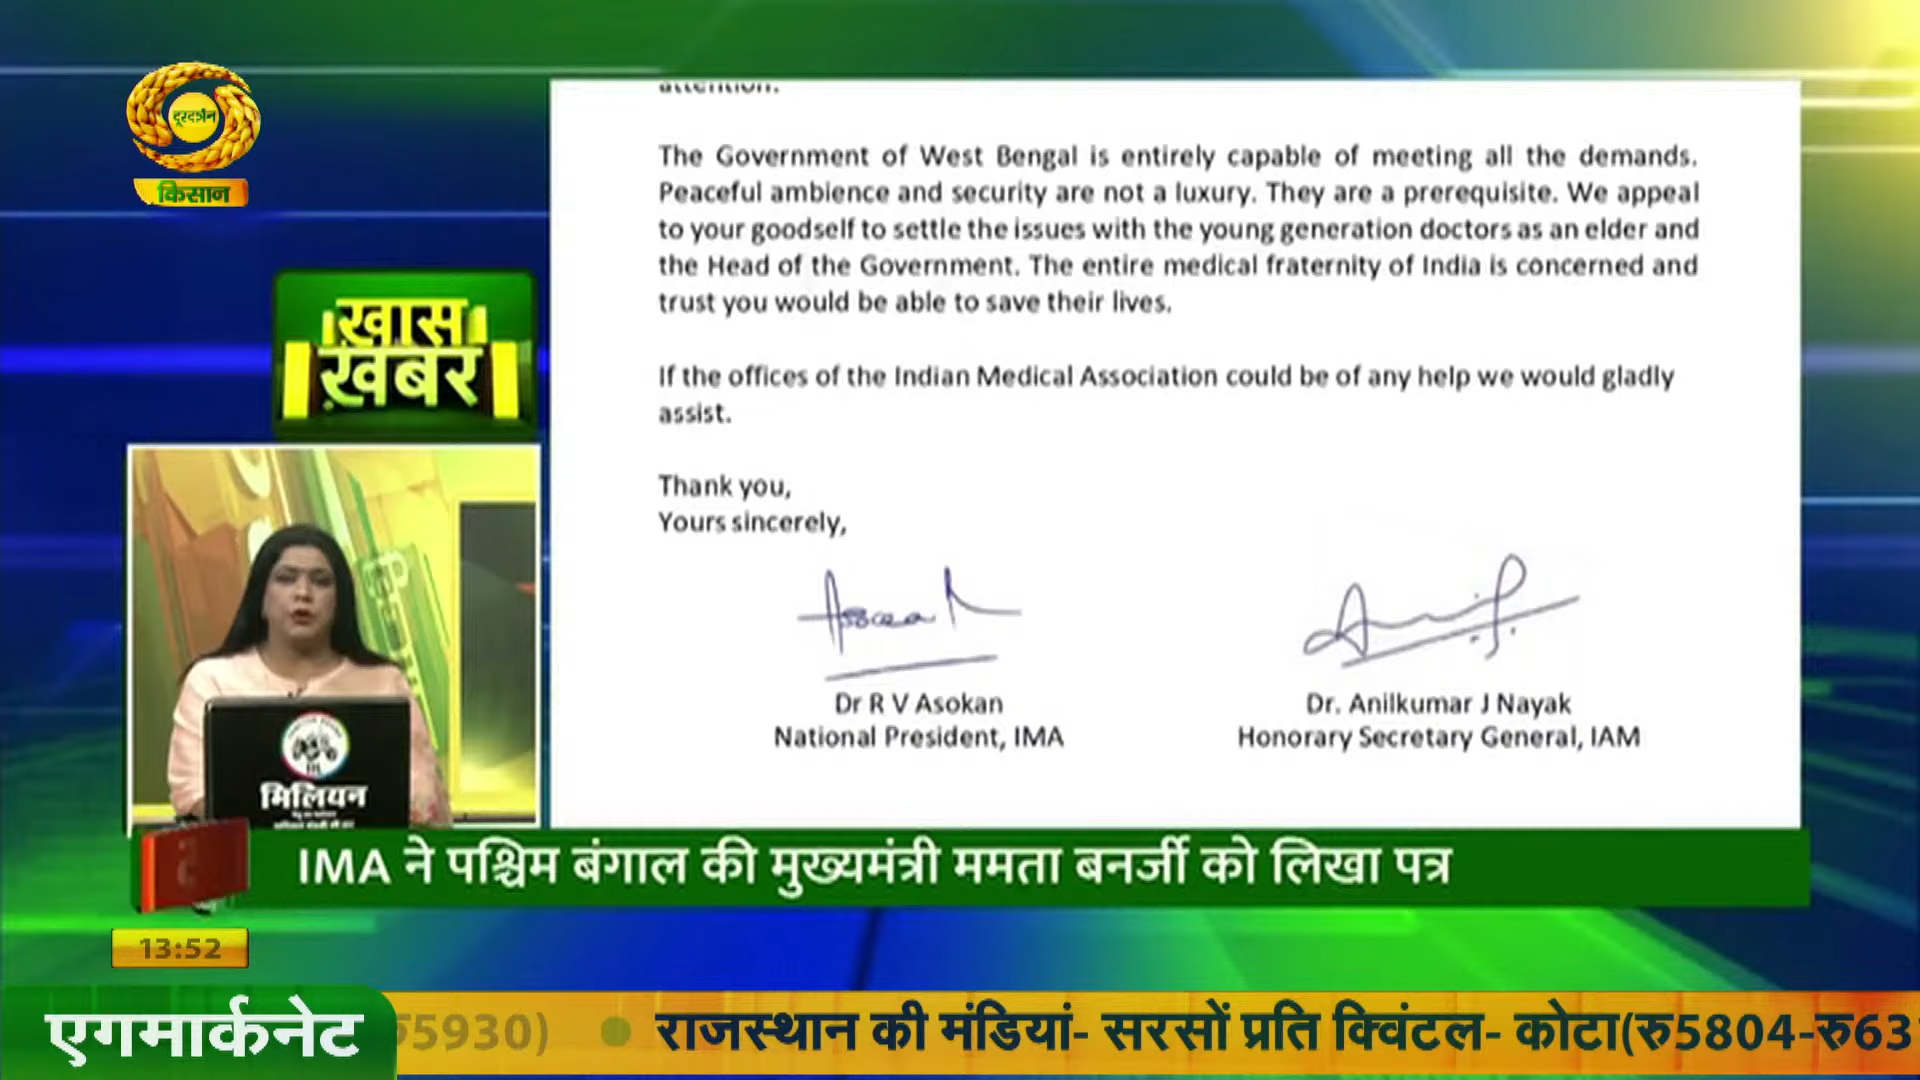 दूरदर्शन
किसान
attention.
The Government of West Bengal is entirely capable of meeting all the demands.
Peaceful ambience and security are not a luxury. They are a prerequisite. We appeal
to your goodself to settle the issues with the young generation doctors as an elder and
the Head of the Government. The entire medical fraternity of India is concerned and
trust you would be able to save their lives.
If the offices of the Indian Medical Association could be of any help we would gladly
assist.
Thank you,
Yours sincerely,
Dr R V Asokan
National President, IMA
Dr. Anilkumar J Nayak
Honorary Secretary General, IAM
ख़ास
ख़बर
मिलियन
IMA ने पश्चिम बंगाल की मुख्यमंत्री ममता बनर्जी को लिखा पत्र
13:52
एगमार्कनेट
5930) राजस्थान की मंडियां- सरसों प्रति क्विंटल- कोटा(रु5804-रु63